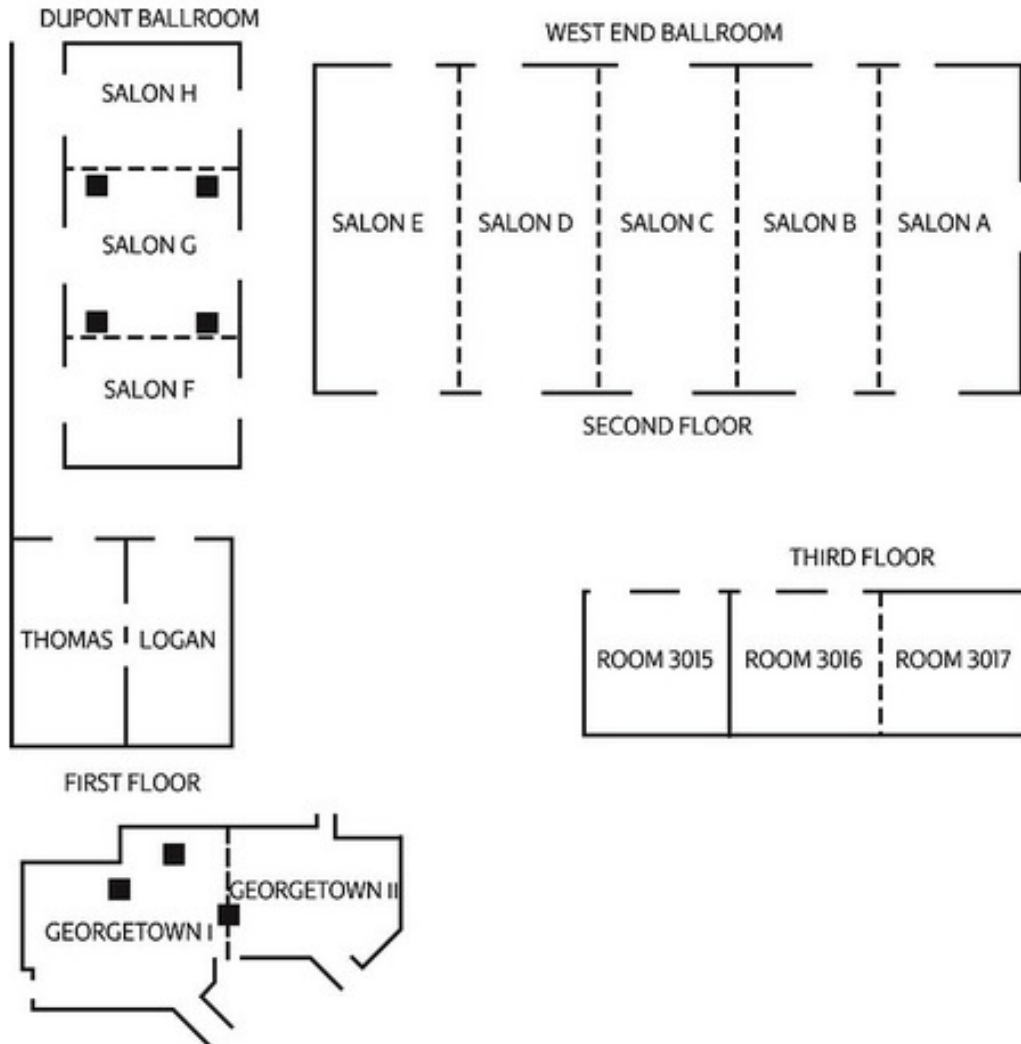 DUPONT BALLROOM
SALON H
SALON G
SALON F
WEST END BALLROOM
SALON E
SALON D
SALON C
SALON B
SALON A
SECOND FLOOR
THOMAS
LOGAN
THIRD FLOOR
ROOM 3015
ROOM 3016
ROOM 3017
FIRST FLOOR
GEORGETOWN I
GEORGETOWN II